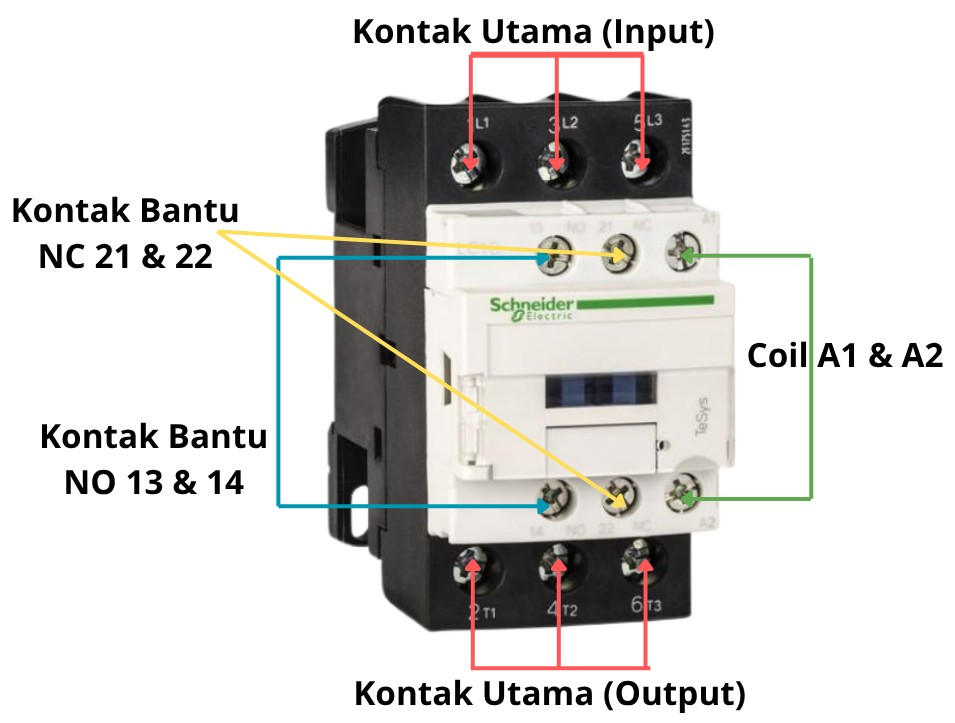 Kontak Utama (Input)
1L1 3L2 5L3
Kontak Bantu
NC 21 & 22
13 NO 21 NC A1
LC1D
Schneider
Electric
Coil A1 & A2
TeSys
Kontak Bantu
NO 13 & 14
14 NO 22 NC A2
2T1 4T2 6T3
Kontak Utama (Output)